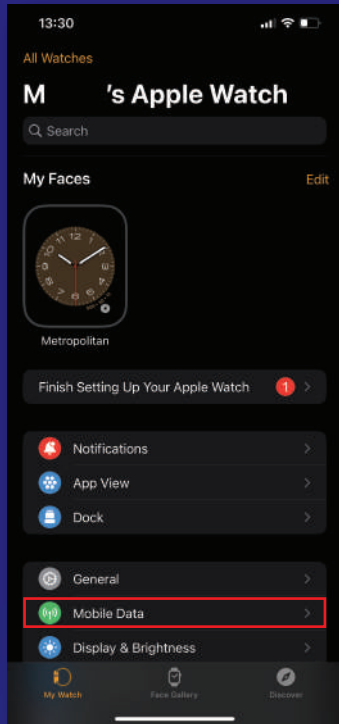 13:30
All Watches
M 's Apple Watch
Search
My Faces Edit
12
Metropolitan
Finish Setting Up Your Apple Watch 1
Notifications
App View
Dock
General
Mobile Data
Display & Brightness
My Watch Face Gallery Discover